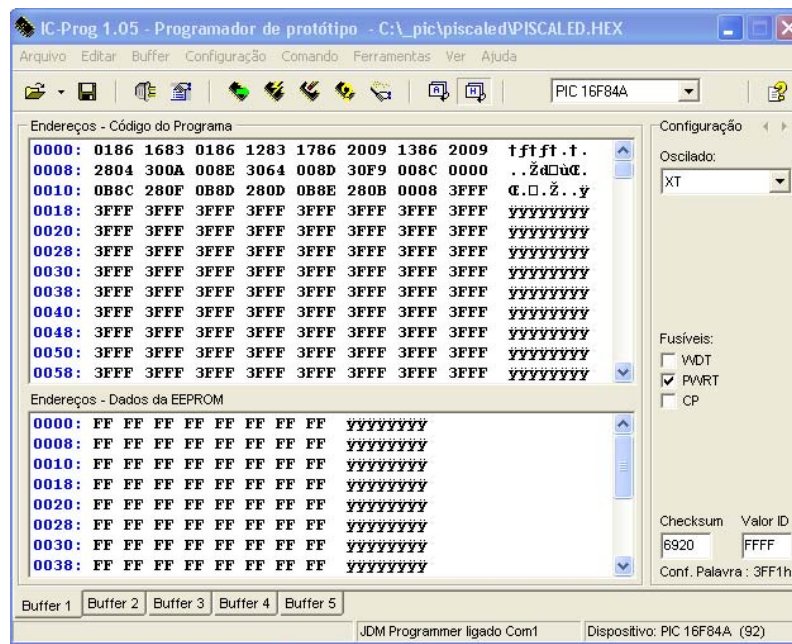 IC-Prog 1.05 - Programador de protótipo - C:\_pic\piscaled\PISCALED.HEX
Arquivo Editar Buffer Configuração Comando Ferramentas Ver Ajuda
PIC 16F84A
Endereços - Código do Programa
0000: 0186 1683 0186 1283 1786 2009 1386 2009 †ƒ†ƒ†.†.
0008: 2804 300A 008E 3064 008D 30F9 008C 0000 ..Žd□ùŒ.
0010: 0B8C 280F 0B8D 280D 0B8E 280B 0008 3FFF Œ.□.Ž..ÿ
0018: 3FFF 3FFF 3FFF 3FFF 3FFF 3FFF 3FFF 3FFF ÿÿÿÿÿÿÿÿ
0020: 3FFF 3FFF 3FFF 3FFF 3FFF 3FFF 3FFF 3FFF ÿÿÿÿÿÿÿÿ
0028: 3FFF 3FFF 3FFF 3FFF 3FFF 3FFF 3FFF 3FFF ÿÿÿÿÿÿÿÿ
0030: 3FFF 3FFF 3FFF 3FFF 3FFF 3FFF 3FFF 3FFF ÿÿÿÿÿÿÿÿ
0038: 3FFF 3FFF 3FFF 3FFF 3FFF 3FFF 3FFF 3FFF ÿÿÿÿÿÿÿÿ
0040: 3FFF 3FFF 3FFF 3FFF 3FFF 3FFF 3FFF 3FFF ÿÿÿÿÿÿÿÿ
0048: 3FFF 3FFF 3FFF 3FFF 3FFF 3FFF 3FFF 3FFF ÿÿÿÿÿÿÿÿ
0050: 3FFF 3FFF 3FFF 3FFF 3FFF 3FFF 3FFF 3FFF ÿÿÿÿÿÿÿÿ
0058: 3FFF 3FFF 3FFF 3FFF 3FFF 3FFF 3FFF 3FFF ÿÿÿÿÿÿÿÿ
Endereços - Dados da EEPROM
0000: FF FF FF FF FF FF FF FF ÿÿÿÿÿÿÿÿ
0008: FF FF FF FF FF FF FF FF ÿÿÿÿÿÿÿÿ
0010: FF FF FF FF FF FF FF FF ÿÿÿÿÿÿÿÿ
0018: FF FF FF FF FF FF FF FF ÿÿÿÿÿÿÿÿ
0020: FF FF FF FF FF FF FF FF ÿÿÿÿÿÿÿÿ
0028: FF FF FF FF FF FF FF FF ÿÿÿÿÿÿÿÿ
0030: FF FF FF FF FF FF FF FF ÿÿÿÿÿÿÿÿ
0038: FF FF FF FF FF FF FF FF ÿÿÿÿÿÿÿÿ
Configuração
Oscilado:
XT
Fusíveis:
WDT
PWRT
CP
Checksum Valor ID
6920 FFFF
Conf. Palavra : 3FF1h
Buffer 1 Buffer 2 Buffer 3 Buffer 4 Buffer 5
JDM Programmer ligado Com1 Dispositivo: PIC 16F84A (92)